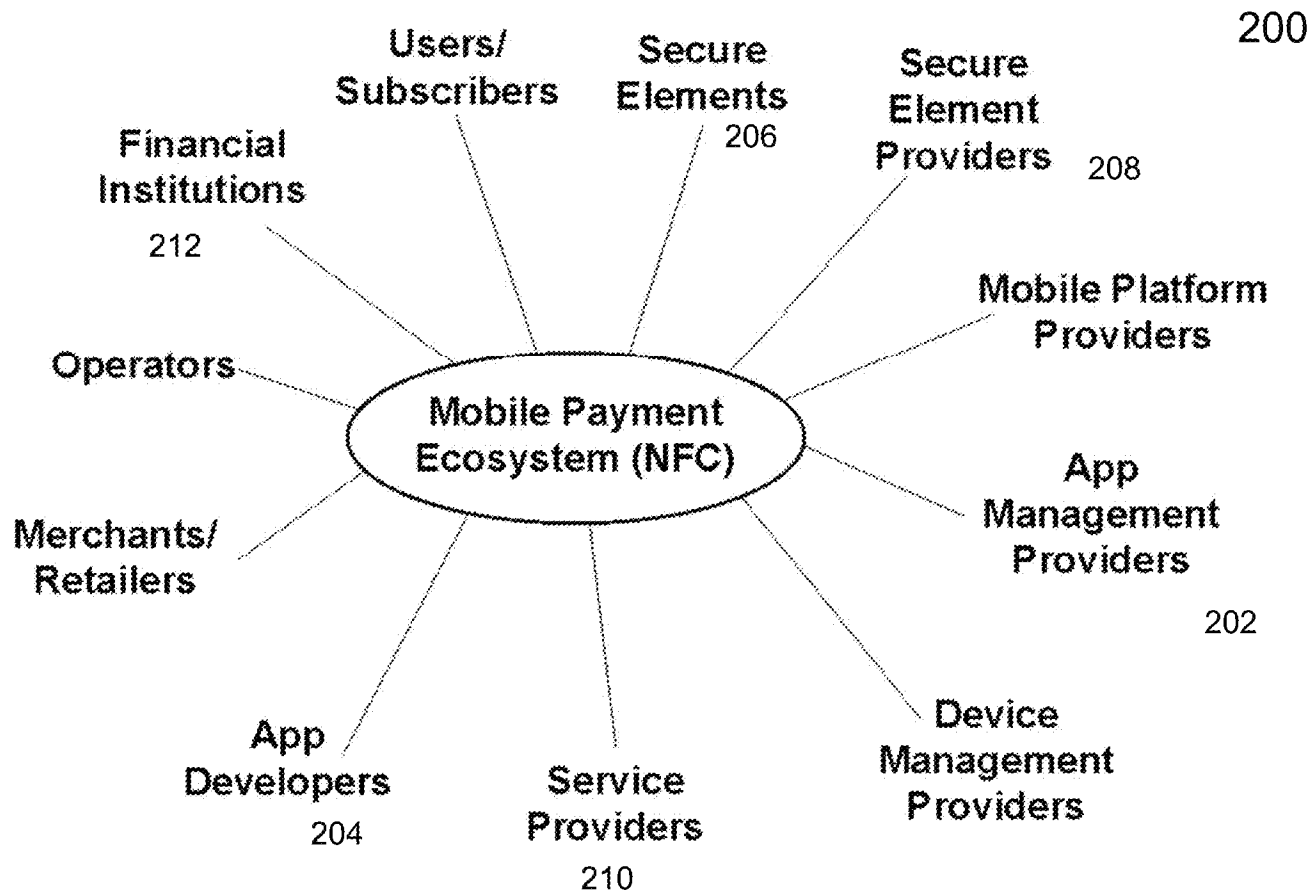 200
Users/
Subscribers
Secure
Elements
206
Secure
Element
Providers
208
Financial
Institutions
212
Mobile Platform
Providers
Operators
Mobile Payment
Ecosystem (NFC)
App
Management
Providers
202
Merchants/
Retailers
App
Developers
204
Service
Providers
210
Device
Management
Providers